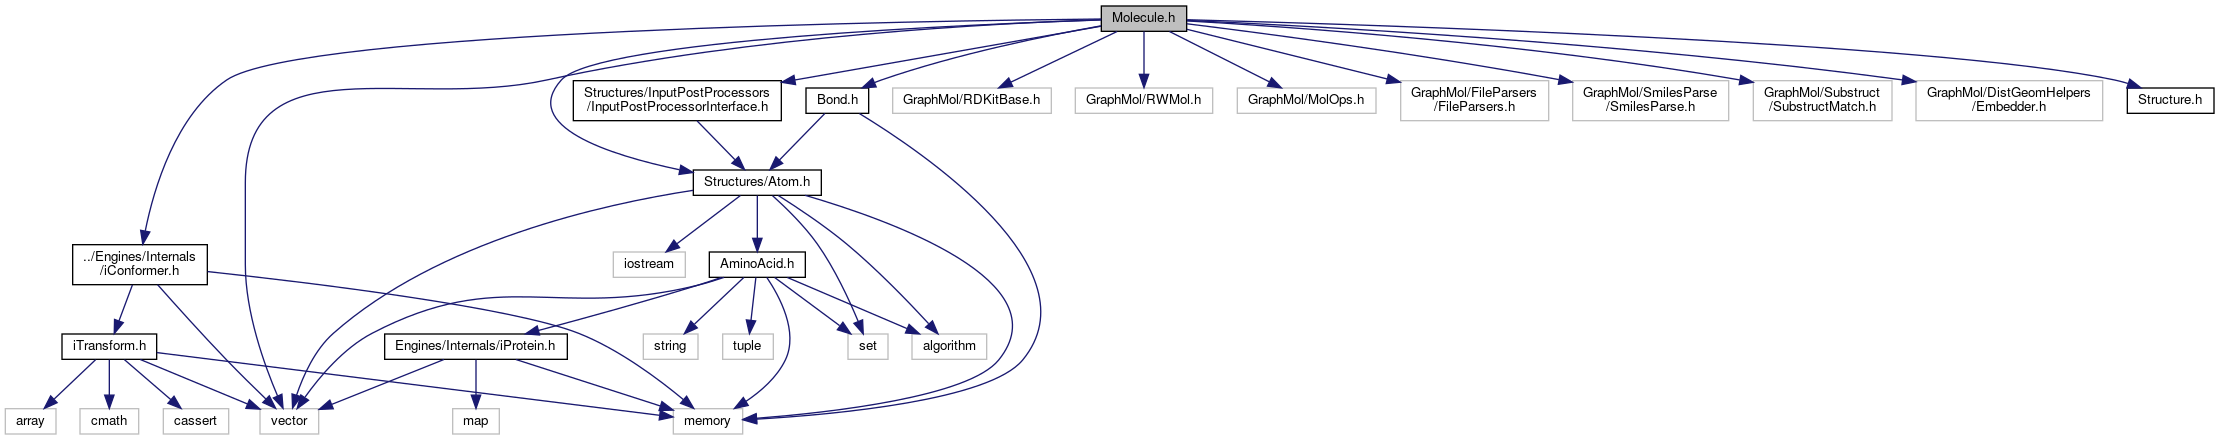 Molecule.h
Structures/InputPostProcessors
/InputPostProcessorInterface.h
Bond.h
GraphMol/RDKitBase.h
GraphMol/RWMol.h
GraphMol/MolOps.h
GraphMol/FileParsers
/FileParsers.h
GraphMol/SmilesParse
/SmilesParse.h
GraphMol/Substruct
/SubstructMatch.h
GraphMol/DistGeomHelpers
/Embedder.h
Structure.h
Structures/Atom.h
../Engines/Internals
/iConformer.h
iostream
AminoAcid.h
iTransform.h
Engines/Internals/iProtein.h
string
tuple
set
algorithm
array
cmath
cassert
vector
map
memory